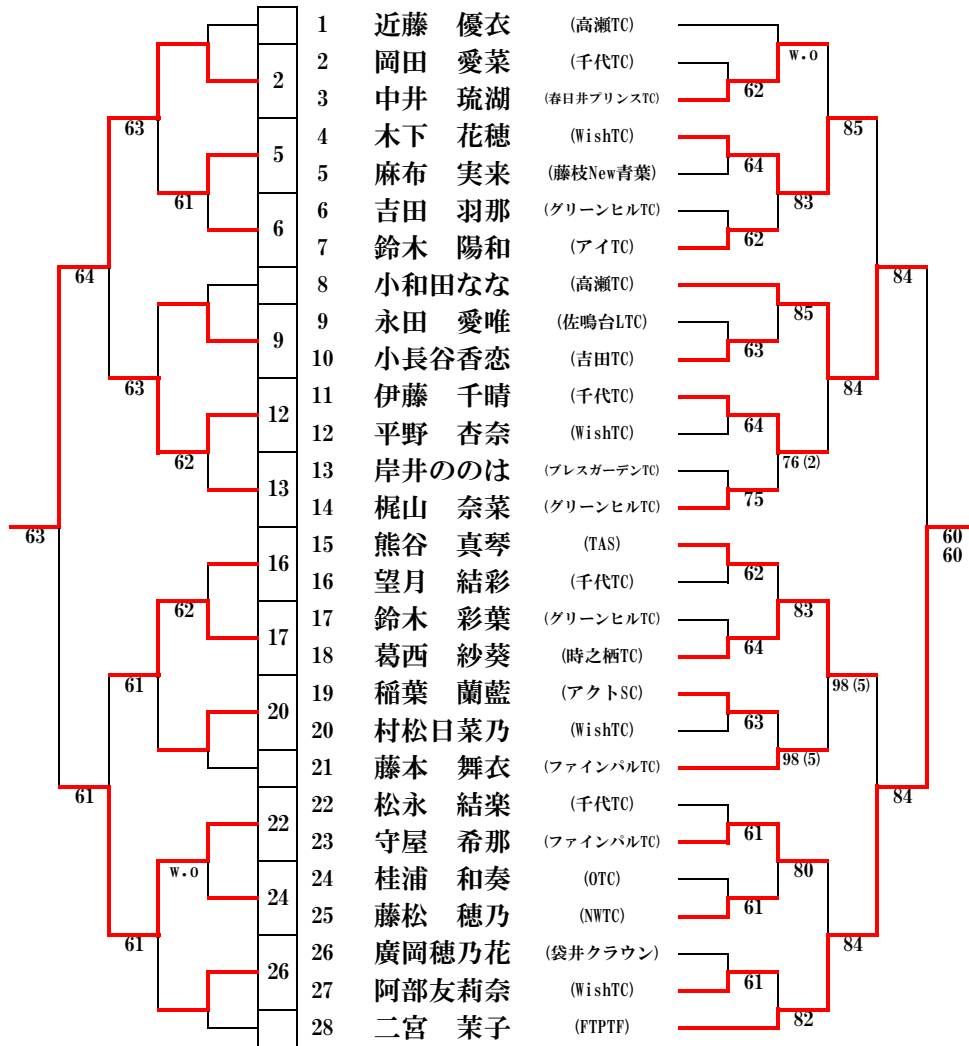 1 近藤　優衣 (高瀬TC)
2 岡田　愛菜 (千代TC) w.o
2
3 中井　琉湖 (春日井プリンスTC) 62
63 4 木下　花穂 (WishTC) 85
5 64
5 麻布　実来 (藤枝New青葉)
61 83
6 吉田　羽那 (グリーンヒルTC)
6 62
7 鈴木　陽和 (アイTC)
64 8 小和田なな (高瀬TC) 84
85
9 永田　愛唯 (佐鳴台LTC)
9 63
10 小長谷香恋 (吉田TC)
63 84
11 伊藤　千晴 (千代TC)
12 64
12 平野　杏奈 (WishTC)
62 76(2)
13 岸井ののは (ブレスガーデンTC)
13 75
14 梶山　奈菜 (グリーンヒルTC)
63 60
15 熊谷　真琴 (TAS) 60
16 62
16 望月　結彩 (千代TC)
62 83
17 鈴木　彩葉 (グリーンヒルTC)
17 64
18 葛西　紗葵 (時之栖TC)
61 98(5)
19 稲葉　蘭藍 (アクトSC)
20 63
20 村松日菜乃 (WishTC)
98(5)
21 藤本　舞衣 (ファインパルTC)
61 84
22 松永　結楽 (千代TC)
22 61
23 守屋　希那 (ファインパルTC)
w.o 80
24 桂浦　和奏 (OTC)
24 61
25 藤松　穂乃 (NWTC)
61 84
26 廣岡穂乃花 (袋井クラウン)
26 61
27 阿部友莉奈 (WishTC)
82
28 二宮　茉子 (FTPTF)